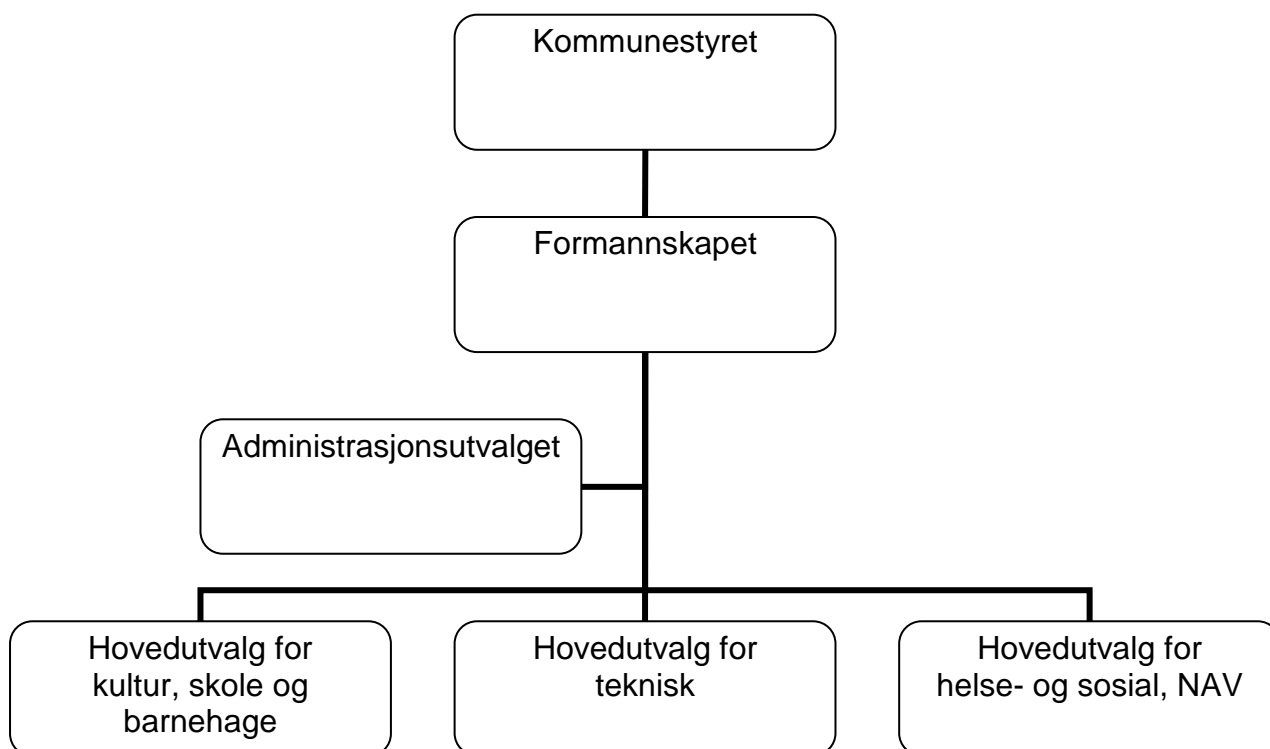 Kommunestyret
Formannskapet
Administrasjonsutvalget
Hovedutvalg for
kultur, skole og
barnehage
Hovedutvalg for
teknisk
Hovedutvalg for
helse- og sosial, NAV